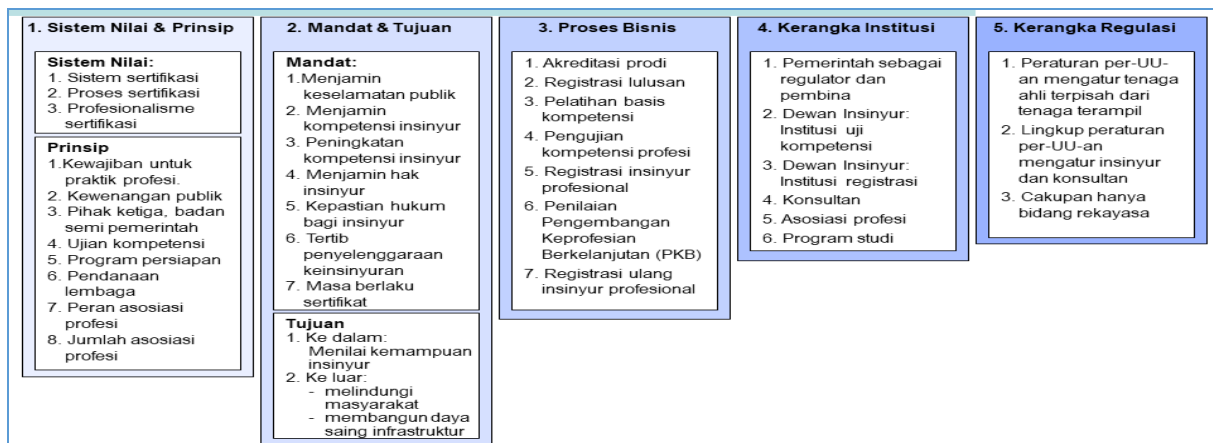 1. Sistem Nilai & Prinsip
Sistem Nilai:
1. Sistem sertifikasi
2. Proses sertifikasi
3. Profesionalisme
sertifikasi
Prinsip
1.Kewajiban untuk
praktik profesi.
2. Kewenangan publik
3. Pihak ketiga, badan
semi pemerintah
4. Ujian kompetensi
5. Program persiapan
6. Pendanaan
lembaga
7. Peran asosiasi
profesi
8. Jumlah asosiasi
profesi
2. Mandat & Tujuan
Mandat:
1.Menjamin
keselamatan publik
2. Menjamin
kompetensi insinyur
3. Peningkatan
kompetensi insinyur
4. Menjamin hak
insinyur
5. Kepastian hukum
bagi insinyur
6. Tertib
penyelenggaraan
keinsinyuran
7. Masa berlaku
sertifikat
Tujuan
1. Ke dalam:
Menilai kemampuan
insinyur
2. Ke luar:
- melindungi
masyarakat
- membangun daya
saing infrastruktur
3. Proses Bisnis
1. Akreditasi prodi
2. Registrasi lulusan
3. Pelatihan basis
kompetensi
4. Pengujian
kompetensi profesi
5. Registrasi insinyur
profesional
6. Penilaian
Pengembangan
Keprofesian
Berkelanjutan (PKB)
7. Registrasi ulang
insinyur profesional
4. Kerangka Institusi
1. Pemerintah sebagai
regulator dan
pembina
2. Dewan Insinyur:
Institusi uji
kompetensi
3. Dewan Insinyur:
Institusi registrasi
4. Konsultan
5. Asosiasi profesi
6. Program studi
5. Kerangka Regulasi
1. Peraturan per-UU-
an mengatur tenaga
ahli terpisah dari
tenaga terampil
2. Lingkup peraturan
per-UU-an
mengatur insinyur
dan konsultan
3. Cakupan hanya
bidang rekayasa